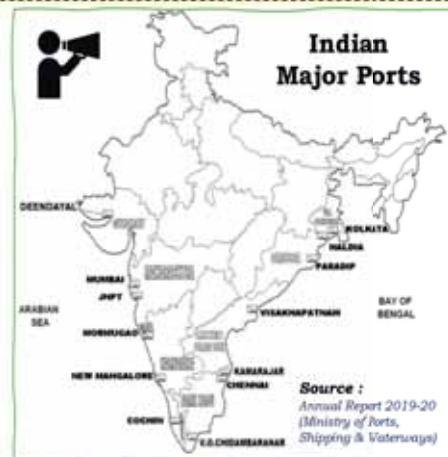 Indian
Major Ports
DEENDAYAL
KOLKATA
HALDIA
PARADIP
MUMBAI
JNPT
ARABIAN
SEA
VISAKHAPATNAM
BAY OF
BENGAL
MORMUGAO
NEW MANGALORE
KAMARAJAR
CHENNAI
Source :
Annual Report 2019-20
(Ministry of Ports,
Shipping & Waterways)
COCHIN
V.O.CHIDAMBARANAR